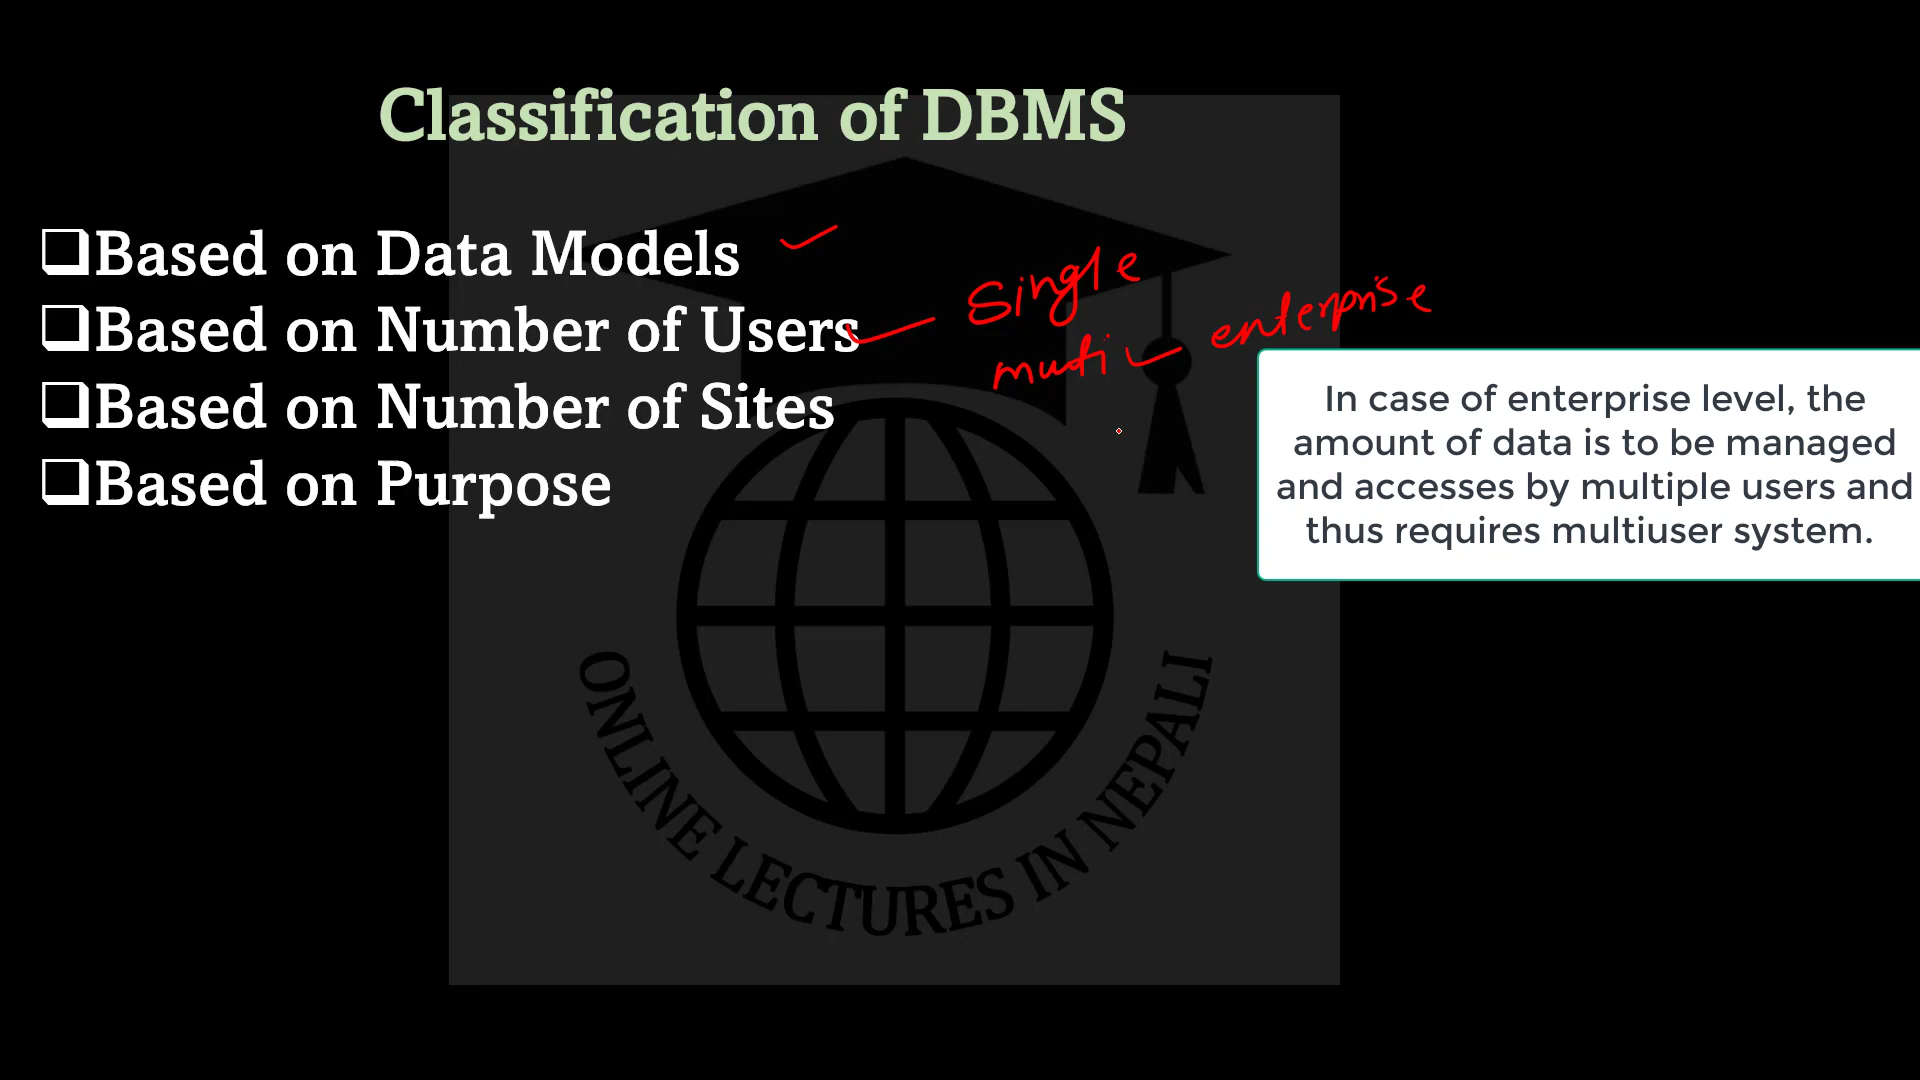 Classification of DBMS
❑Based on Data Models
❑Based on Number of Users
❑Based on Number of Sites
❑Based on Purpose
Single
muti
enterprise
In case of enterprise level, the
amount of data is to be managed
and accesses by multiple users and
thus requires multiuser system.
ONLINE LECTURES IN NEPALI